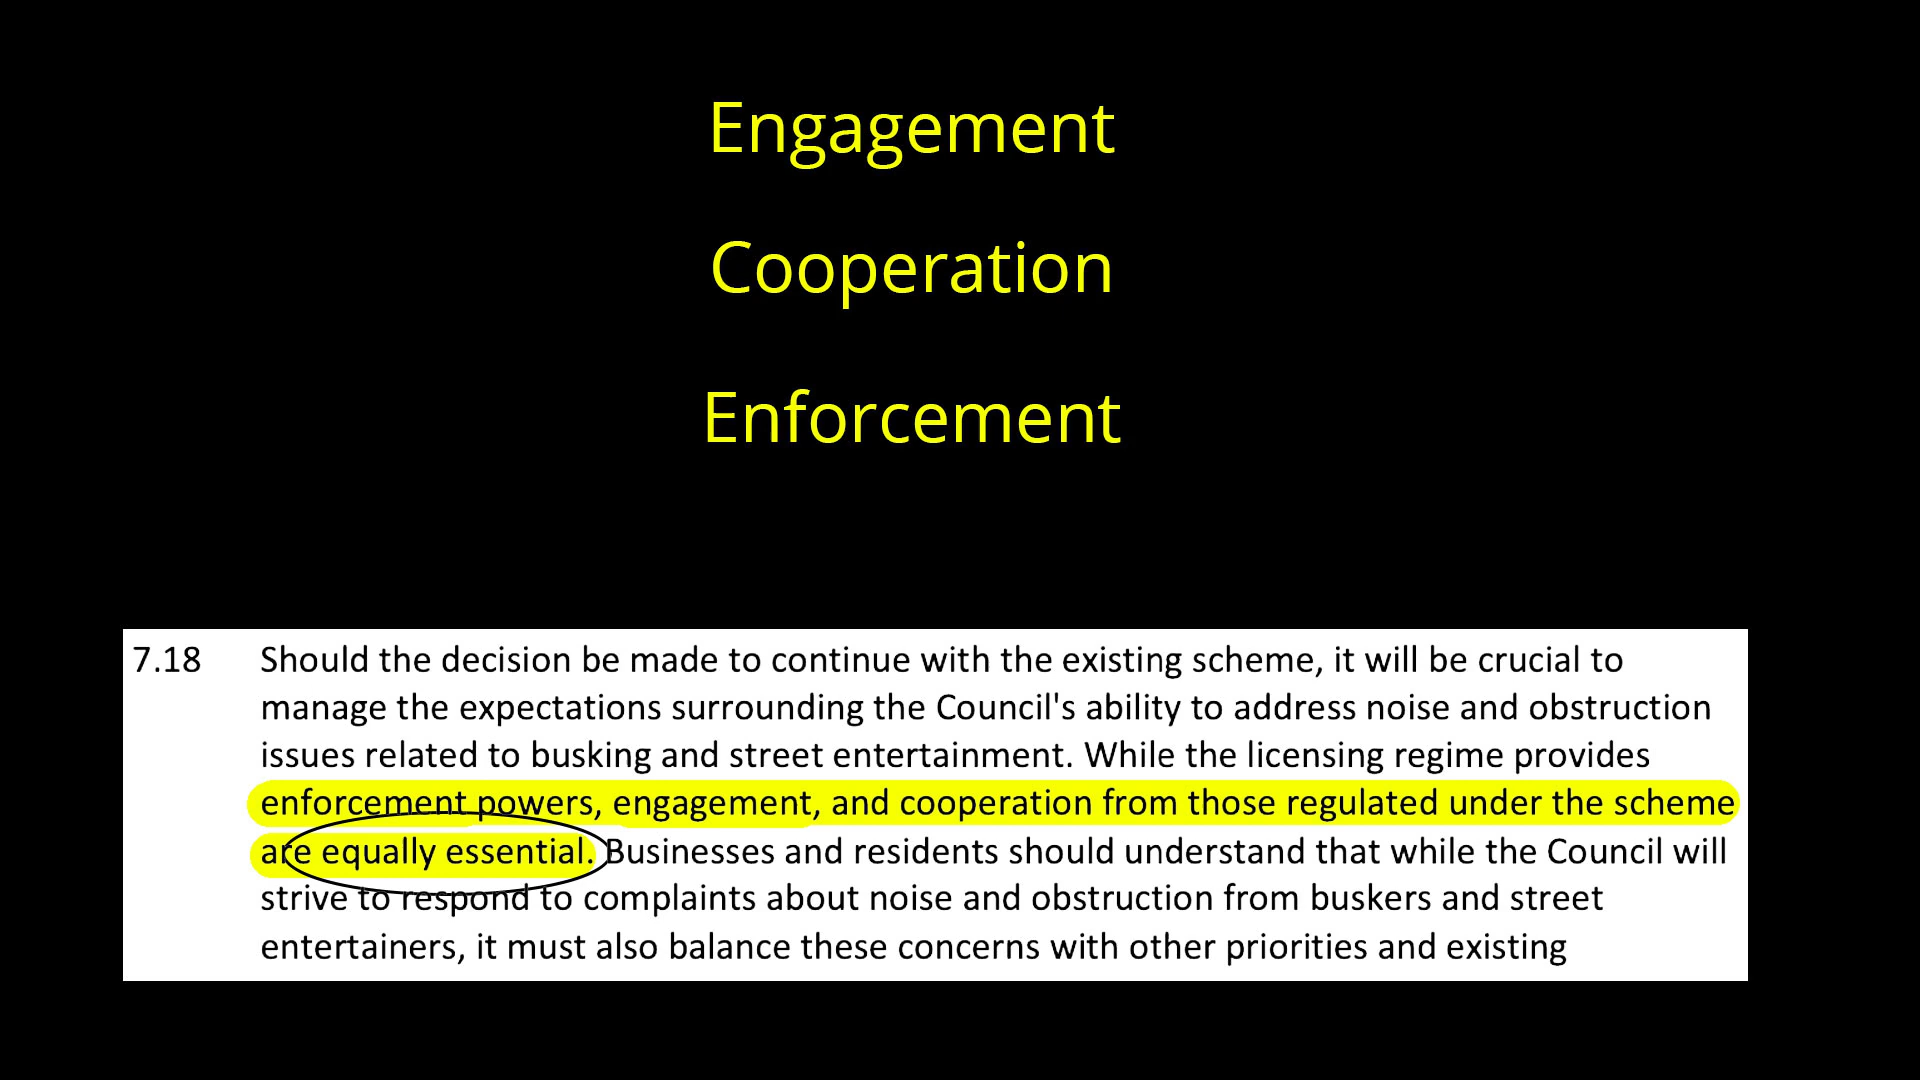 Engagement
Cooperation
Enforcement
7.18 Should the decision be made to continue with the existing scheme, it will be crucial to
manage the expectations surrounding the Council's ability to address noise and obstruction
issues related to busking and street entertainment. While the licensing regime provides
enforcement powers, engagement, and cooperation from those regulated under the scheme
are equally essential. Businesses and residents should understand that while the Council will
strive to respond to complaints about noise and obstruction from buskers and street
entertainers, it must also balance these concerns with other priorities and existing